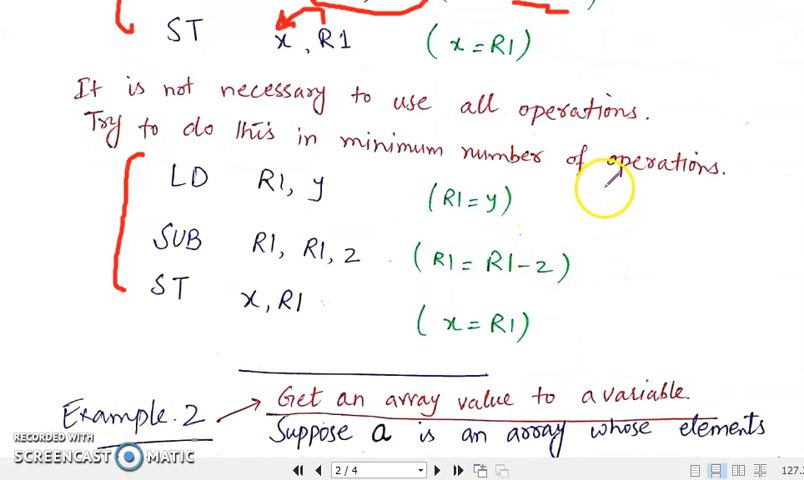 ST x, R1 (x = R1)
It is not necessary to use all operations.
Try to do this in minimum number of operations.
LD R1, y (R1 = y)
SUB R1, R1, z (R1 = R1 - z)
ST x, R1 (x = R1)
Example. 2 → Get an array value to a variable.
Suppose a is an array whose elements
RECORDED WITH
SCREENCAST MATIC
2 / 4
127.